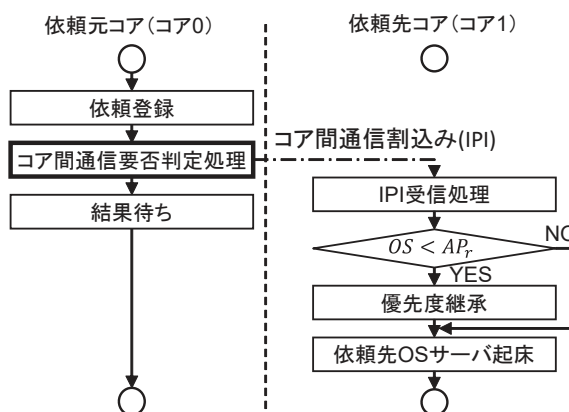 依頼元コア(コア0)
依頼登録
コア間通信要否判定処理
結果待ち
依頼先コア(コア1)
コア間通信割込み(IPI)
IPI受信処理
OS < APr
NO
YES
優先度継承
依頼先OSサーバ起床